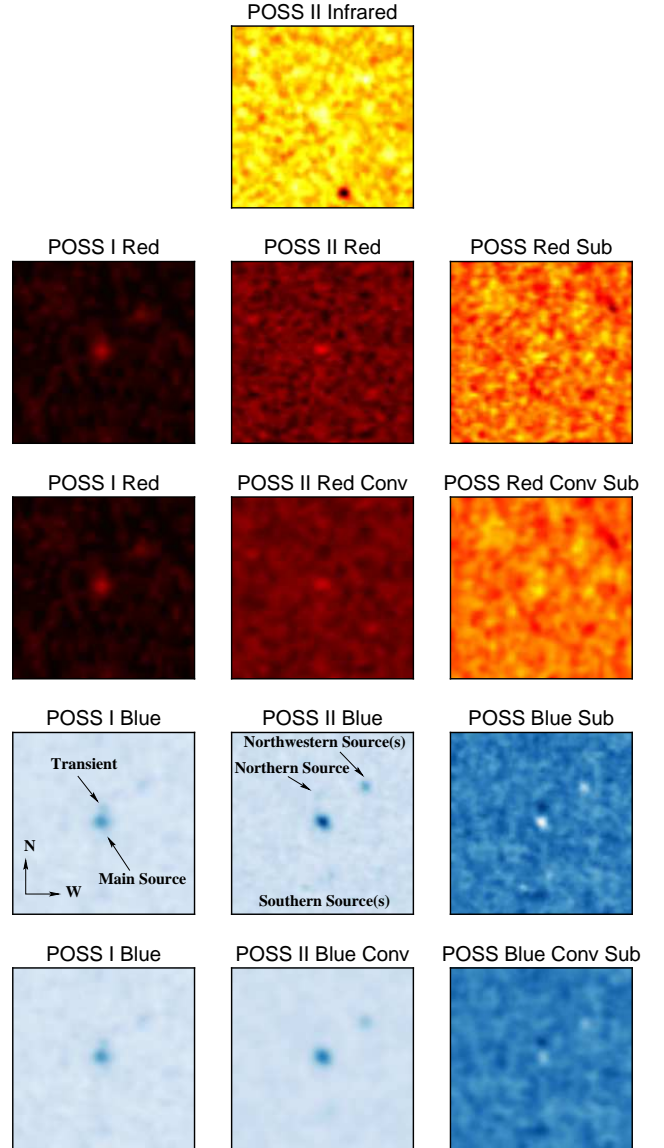 POSS II Infrared
POSS I Red
POSS II Red
POSS Red Sub
POSS I Red
POSS II Red Conv
POSS Red Conv Sub
POSS I Blue
POSS II Blue
POSS Blue Sub
Transient
N
W
Main Source
Northwestern Source(s)
Northern Source
Southern Source(s)
POSS I Blue
POSS II Blue Conv
POSS Blue Conv Sub